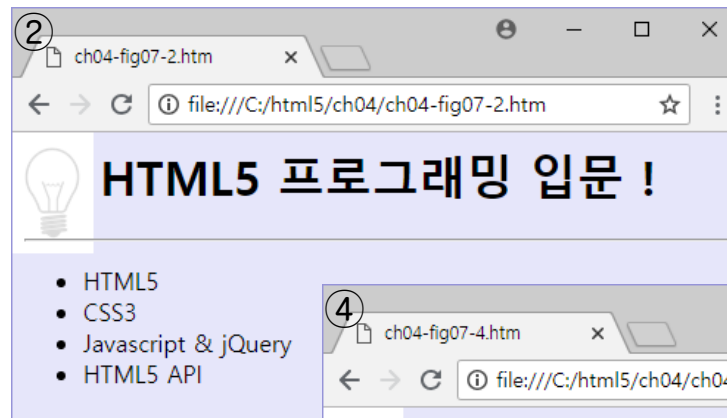 ②
ch04-fig07-2.htm
file:///C:/html5/ch04/ch04-fig07-2.htm
HTML5 프로그래밍 입문 !
• HTML5
• CSS3
• Javascript & jQuery
• HTML5 API
④
ch04-fig07-4.htm
file:///C:/html5/ch04/ch04